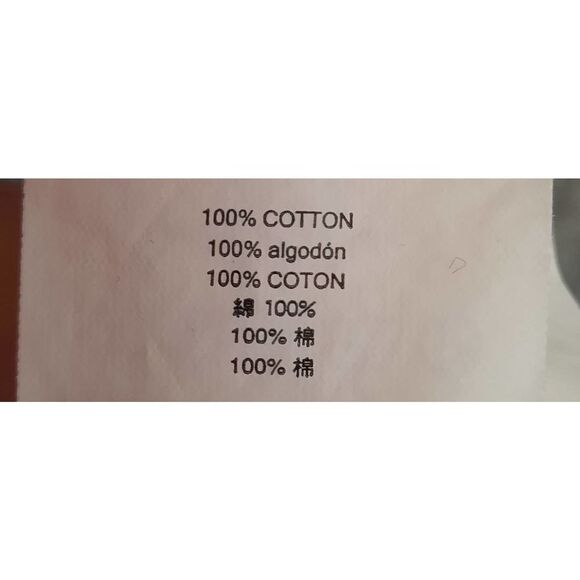 100% COTTON
100% algodón
100% COTON
綿 100%
100% 棉
100% 棉